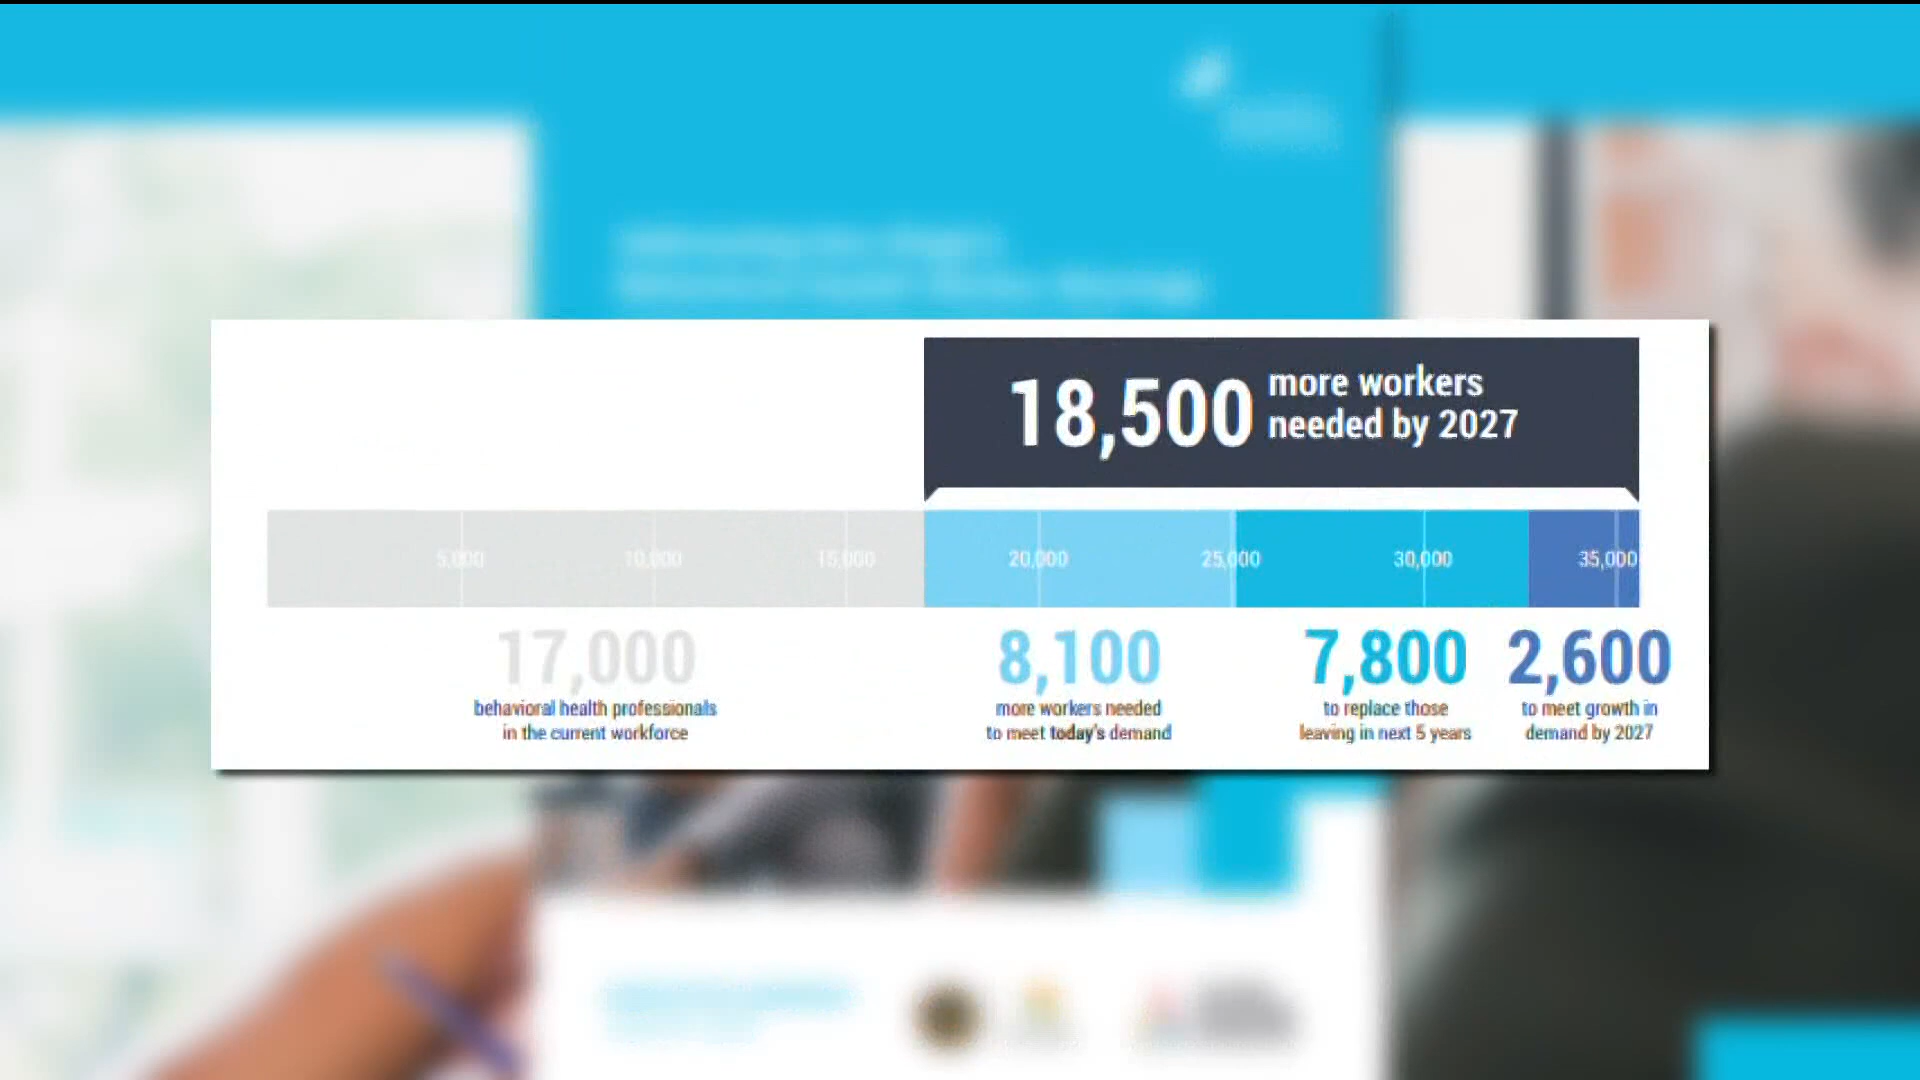 18,500 more workers
needed by 2027
5,000 10,000 15,000 20,000 25,000 30,000 35,000
17,000
behavioral health professionals
in the current workforce
8,100
more workers needed
to meet today's demand
7,800
to replace those
leaving in next 5 years
2,600
to meet growth in
demand by 2027